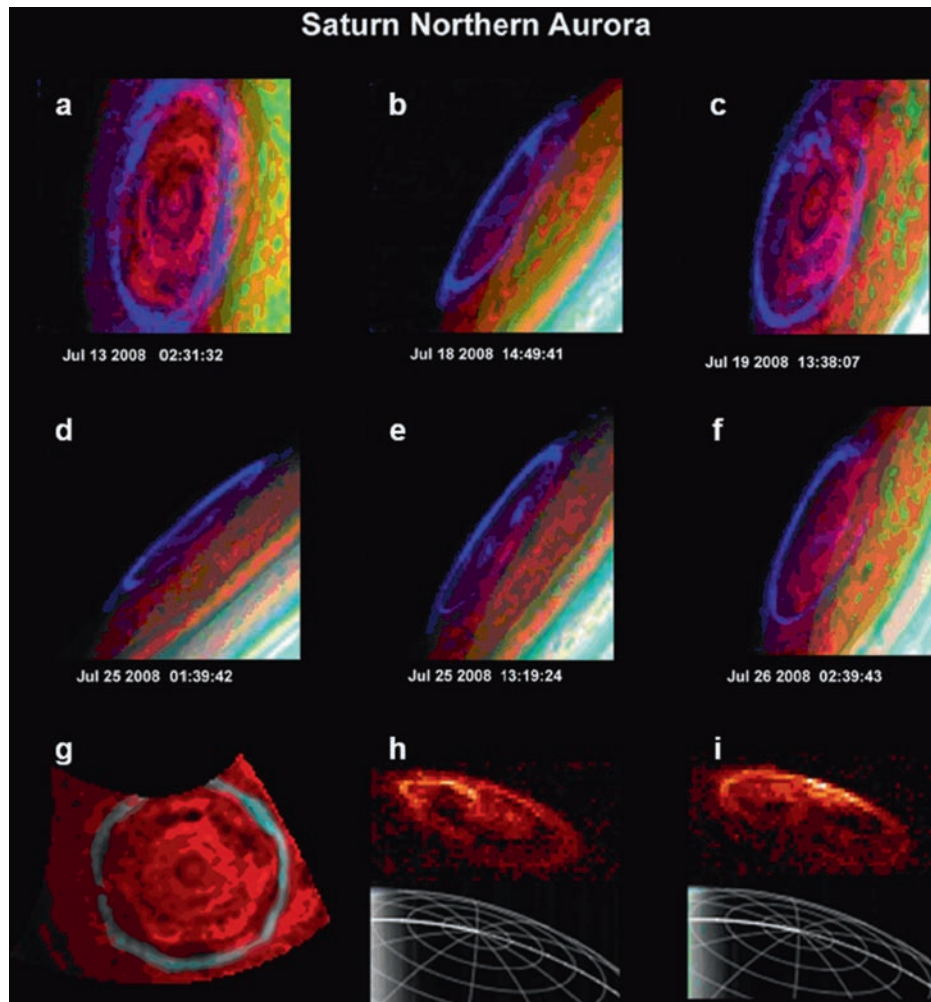 Saturn Northern Aurora
a
b
c
Jul 13 2008 02:31:32
Jul 18 2008 14:49:41
Jul 19 2008 13:38:07
d
e
f
Jul 25 2008 01:39:42
Jul 25 2008 13:19:24
Jul 26 2008 02:39:43
g
h
i